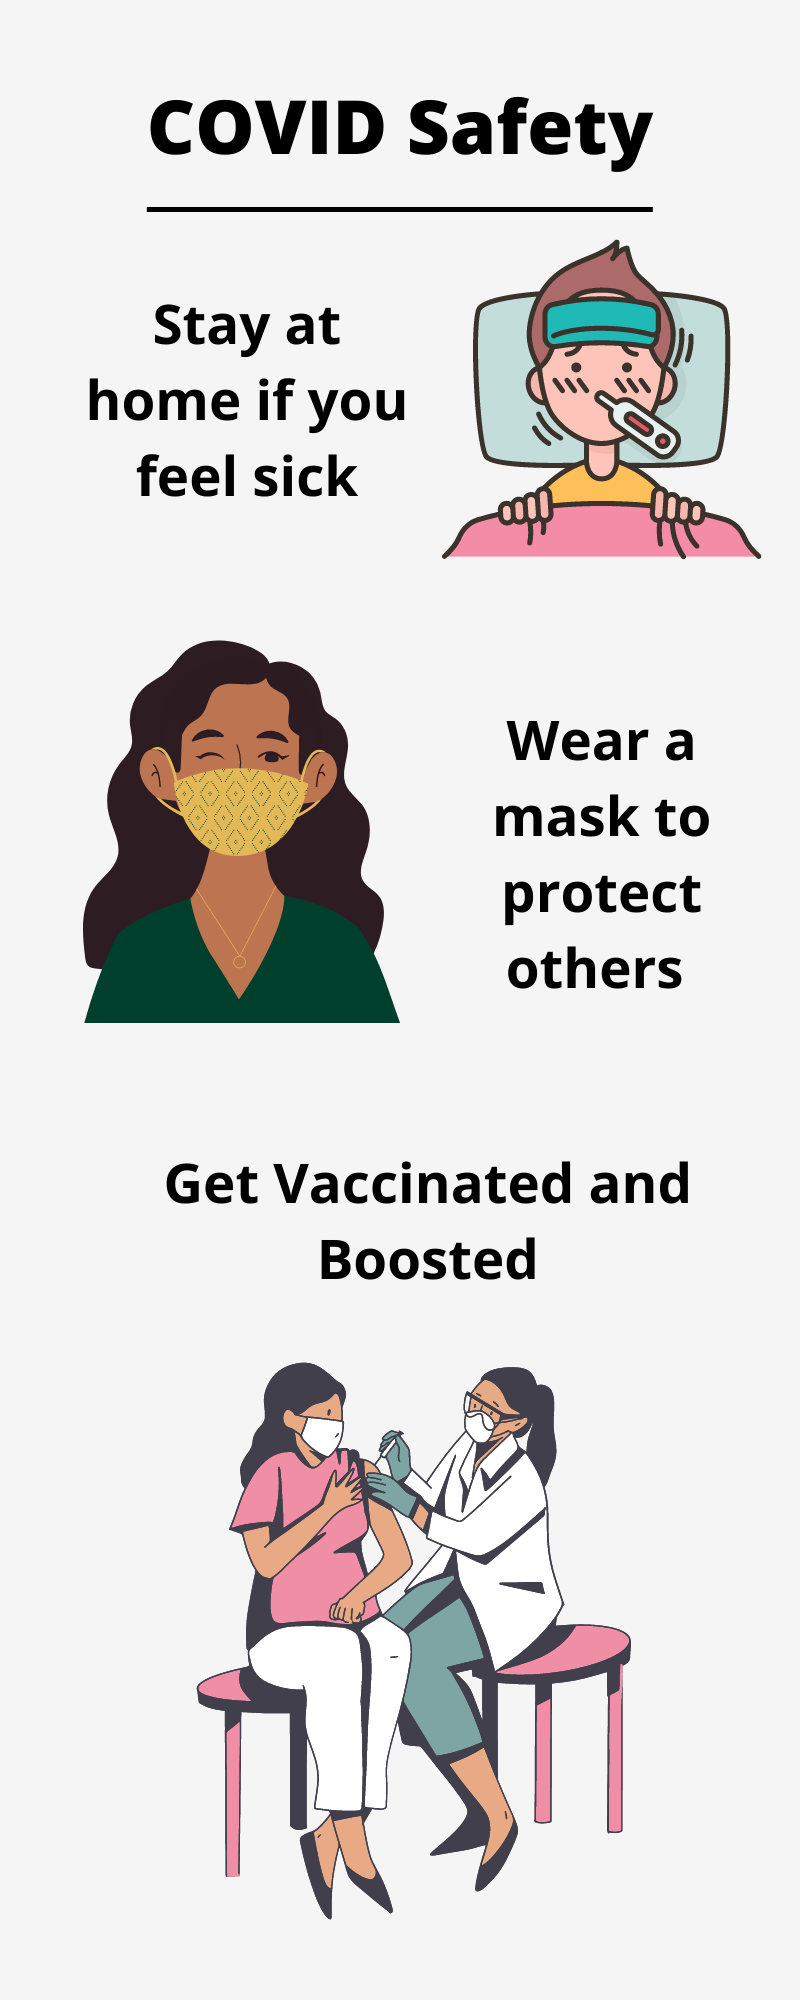 COVID Safety
Stay at
home if you
feel sick
Wear a
mask to
protect
others
Get Vaccinated and
Boosted